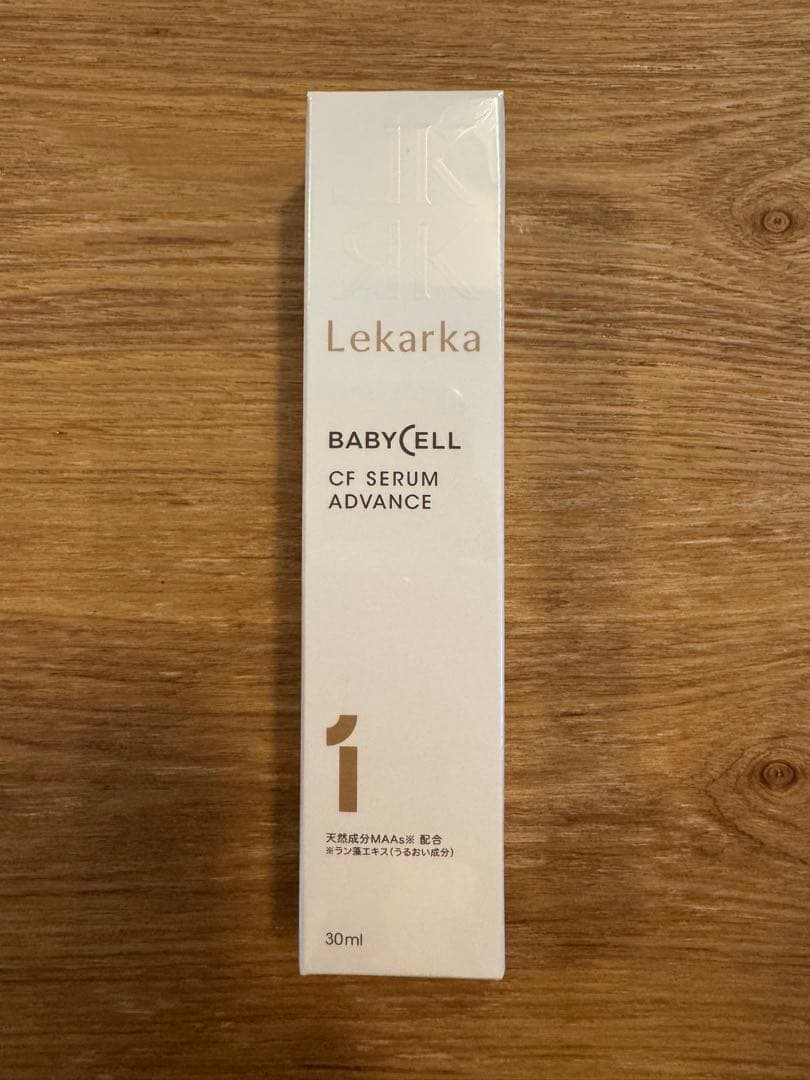 Lekarka
BABYCELL
CF SERUM
ADVANCE
1
天然成分MAAs※ 配合
※ラン藻エキス(うるおい成分)
30ml